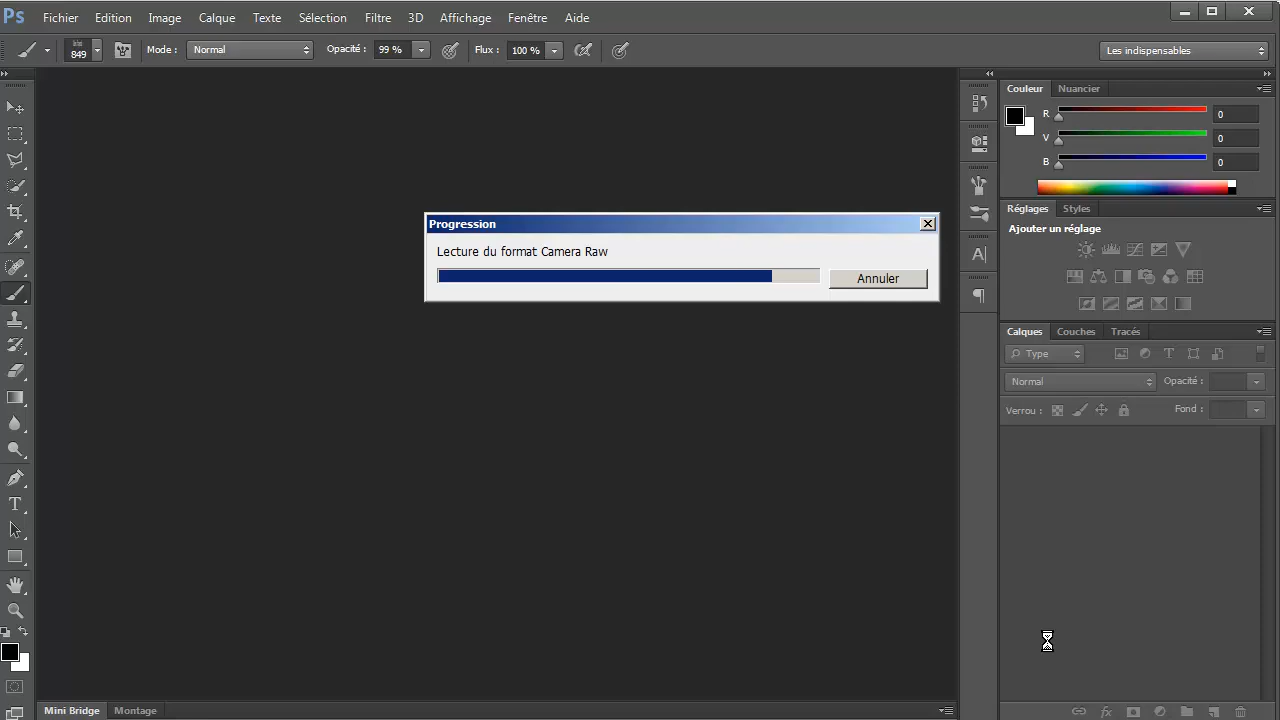 Ps Fichier Edition Image Calque Texte Sélection Filtre 3D Affichage Fenêtre Aide
849 Mode : Normal Opacité : 99 % Flux : 100 % Les indispensables
Couleur Nuancier
R 0
V 0
B 0
Réglages Styles
Ajouter un réglage
Progression
Lecture du format Camera Raw
Annuler
Calques Couches Tracés
Type
Normal Opacité :
Verrou : Fond :
Mini Bridge Montage